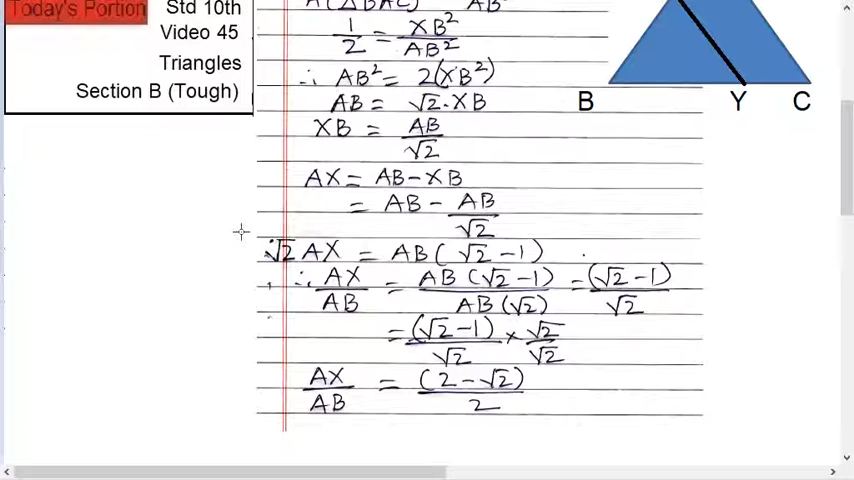 Today's Portion
Std 10th
Video 45
Triangles
Section B (Tough)
A(△BAC) AB²
1/2 = XB²/AB²
∴ AB² = 2(XB²)
AB = √2·XB
XB = AB/√2
AX = AB - XB
= AB - AB/√2
∴√2 AX = AB(√2 - 1)
∴ AX/AB = AB(√2-1)/AB(√2) = (√2-1)/√2
= (√2-1)/√2 × √2/√2
AX/AB = (2-√2)/2
B Y C